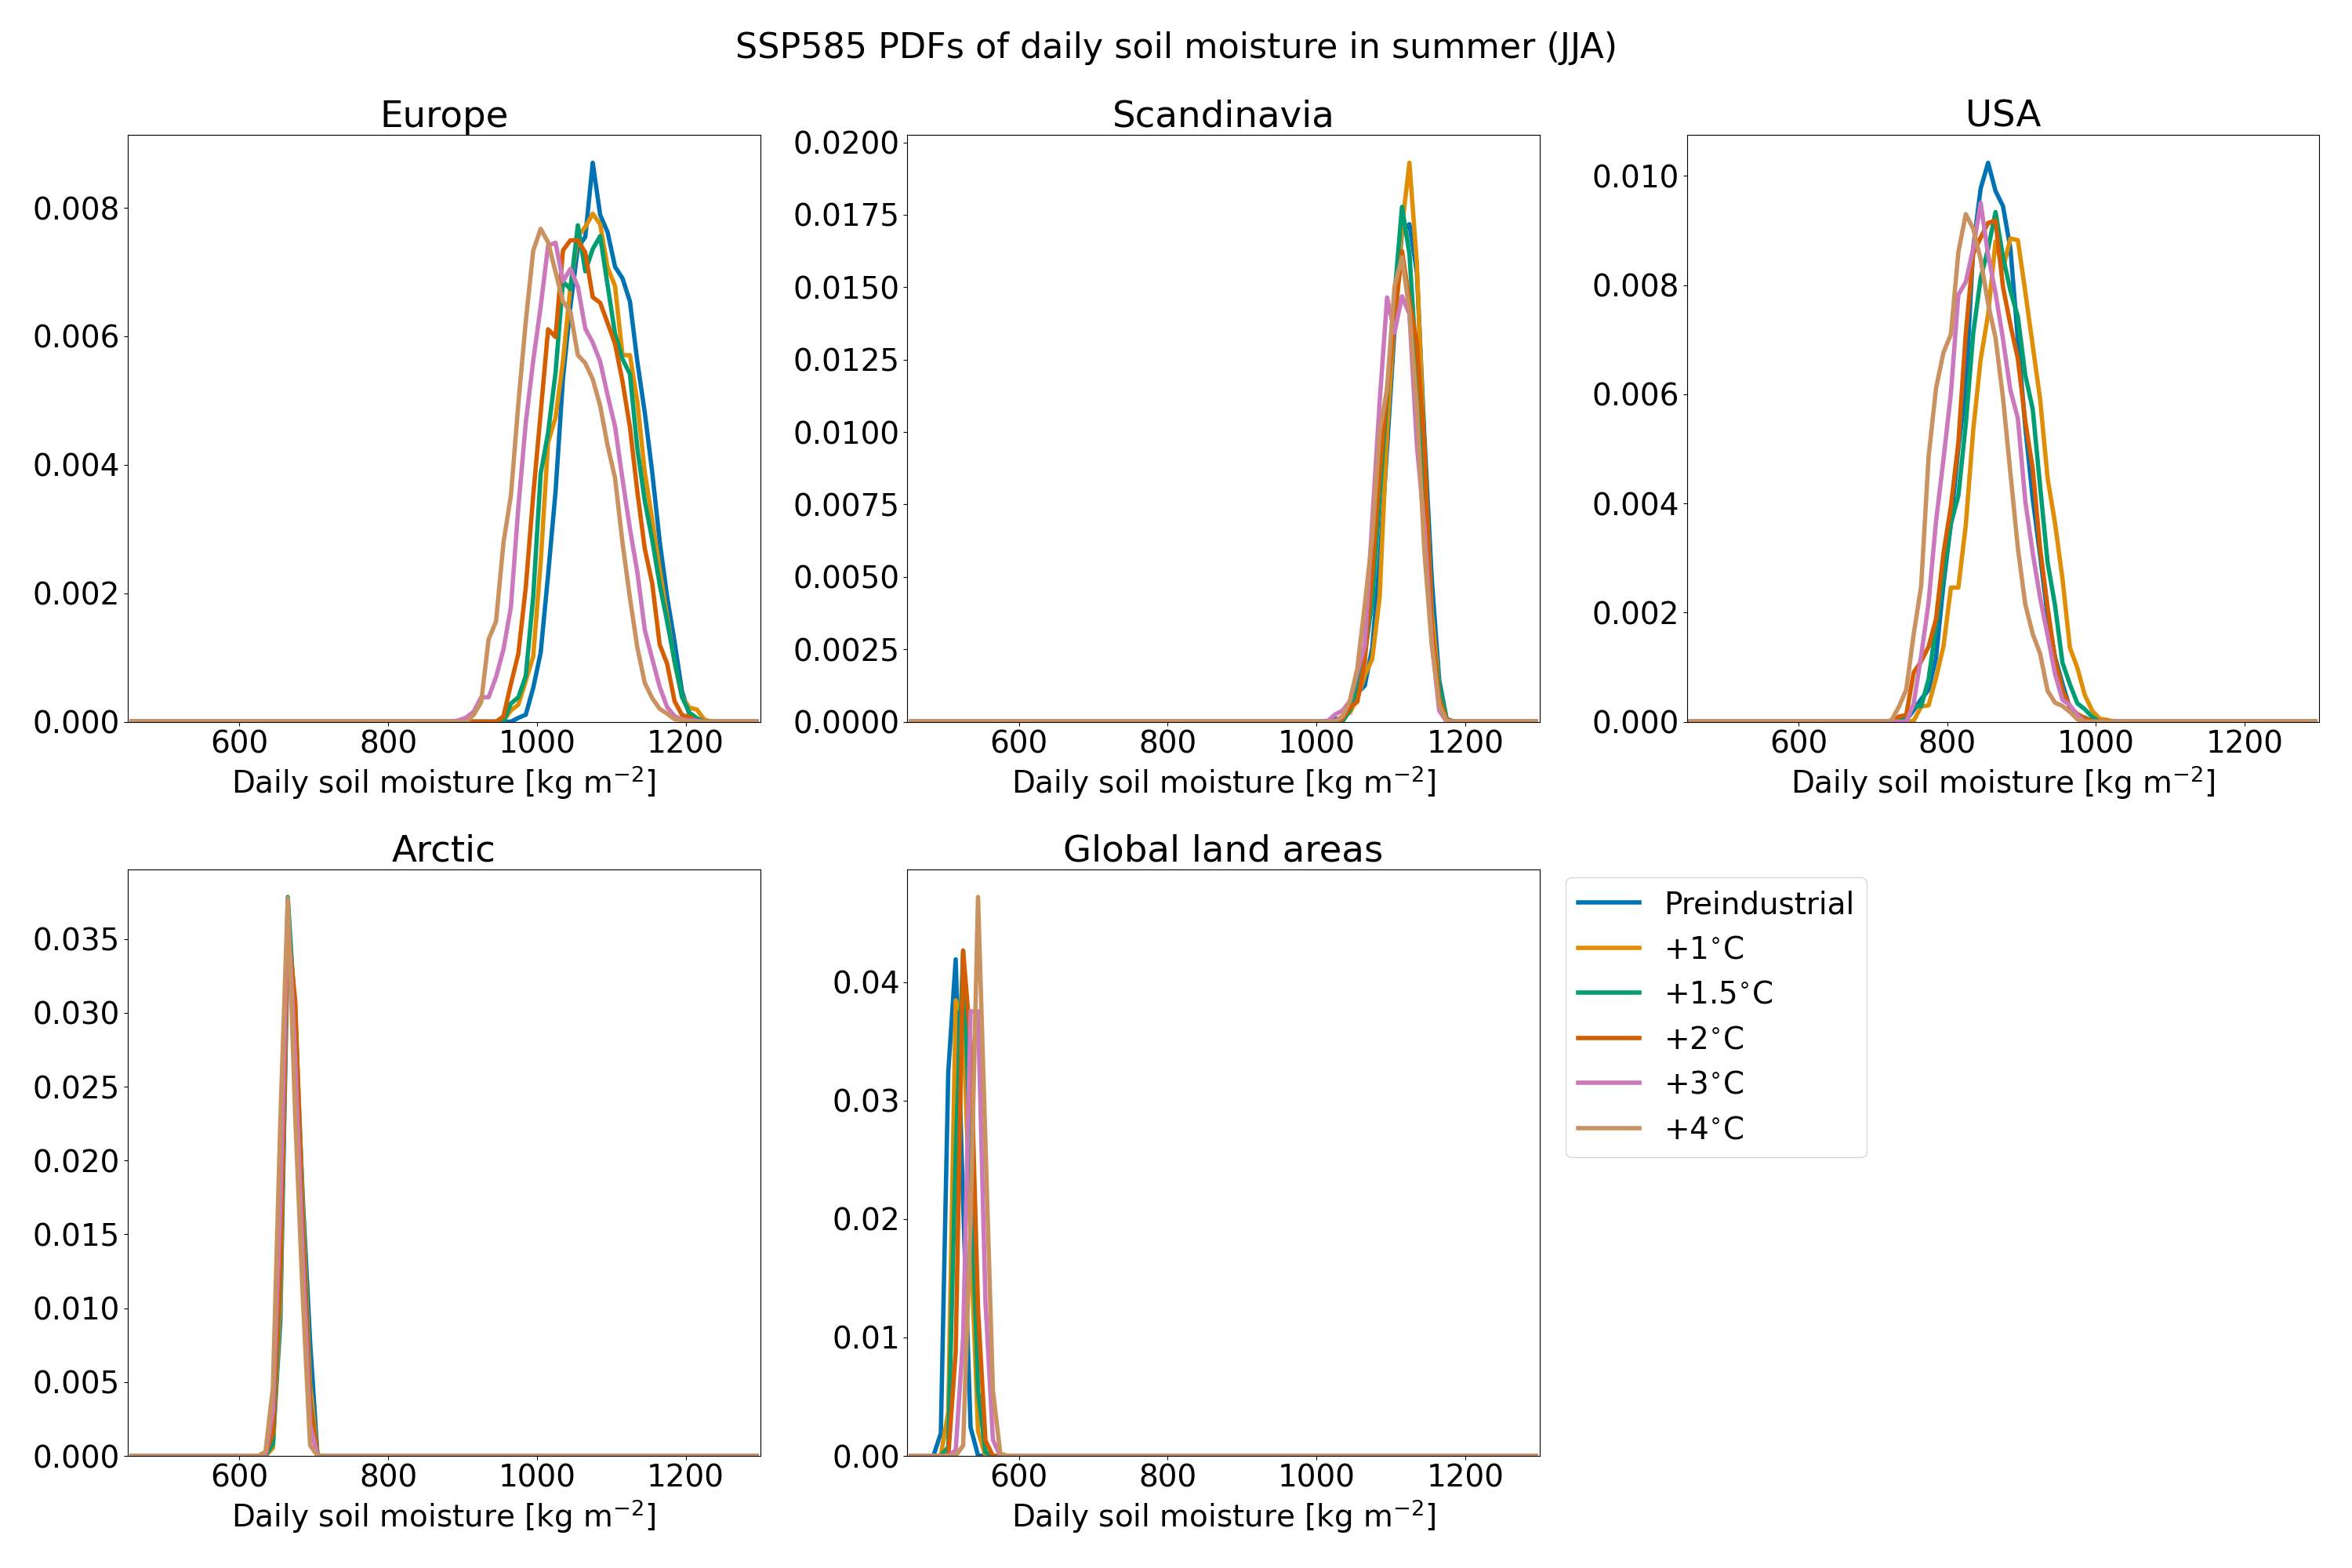 SSP585 PDFs of daily soil moisture in summer (JJA)
Europe
0.008
0.006
0.004
0.002
0.000
600 800 1000 1200
Daily soil moisture [kg m⁻²]
Scandinavia
0.0200
0.0175
0.0150
0.0125
0.0100
0.0075
0.0050
0.0025
0.0000
600 800 1000 1200
Daily soil moisture [kg m⁻²]
USA
0.010
0.008
0.006
0.004
0.002
0.000
600 800 1000 1200
Daily soil moisture [kg m⁻²]
Arctic
0.035
0.030
0.025
0.020
0.015
0.010
0.005
0.000
600 800 1000 1200
Daily soil moisture [kg m⁻²]
Global land areas
0.04
0.03
0.02
0.01
0.00
600 800 1000 1200
Daily soil moisture [kg m⁻²]
Preindustrial
+1°C
+1.5°C
+2°C
+3°C
+4°C